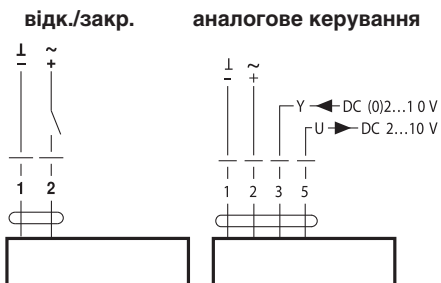 відк./закр.
аналогове керування
⊥ ~
– +
1 2
⊥ ~
– +
Y DC (0)2...10 V
U DC 2...10 V
1 2 3 5